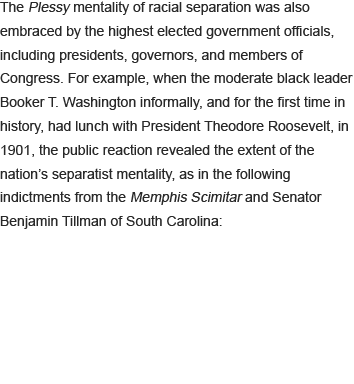 The Plessy mentality of racial separation was also
embraced by the highest elected government officials,
including presidents, governors, and members of
Congress. For example, when the moderate black leader
Booker T. Washington informally, and for the first time in
history, had lunch with President Theodore Roosevelt, in
1901, the public reaction revealed the extent of the
nation’s separatist mentality, as in the following
indictments from the Memphis Scimitar and Senator
Benjamin Tillman of South Carolina: